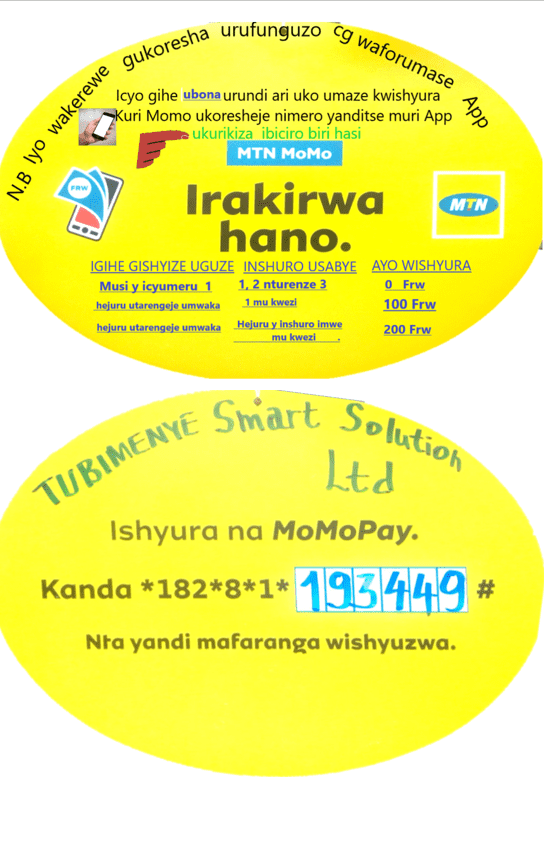 N.B Iyo wakerewe gukoresha urufunguzo cg waforumase App
Icyo gihe ubona urundi ari uko umaze kwishyura
Kuri Momo ukoresheje nimero yanditse muri App
ukurikiza ibiciro biri hasi
MTN MoMo
FRW
Irakirwa
hano.
MTN
IGIHE GISHYIZE UGUZE INSHURO USABYE AYO WISHYURA
Musi y icyumeru 1 1, 2 nturenze 3 0 Frw
hejuru utarengeje umwaka 1 mu kwezi 100 Frw
hejuru utarengeje umwaka Hejuru y inshuro imwe 200 Frw
mu kwezi .
TUBIMENYE Smart Solution
Ltd
Ishyura na MoMoPay.
Kanda *182*8*1* 193449 #
Nta yandi mafaranga wishyuzwa.